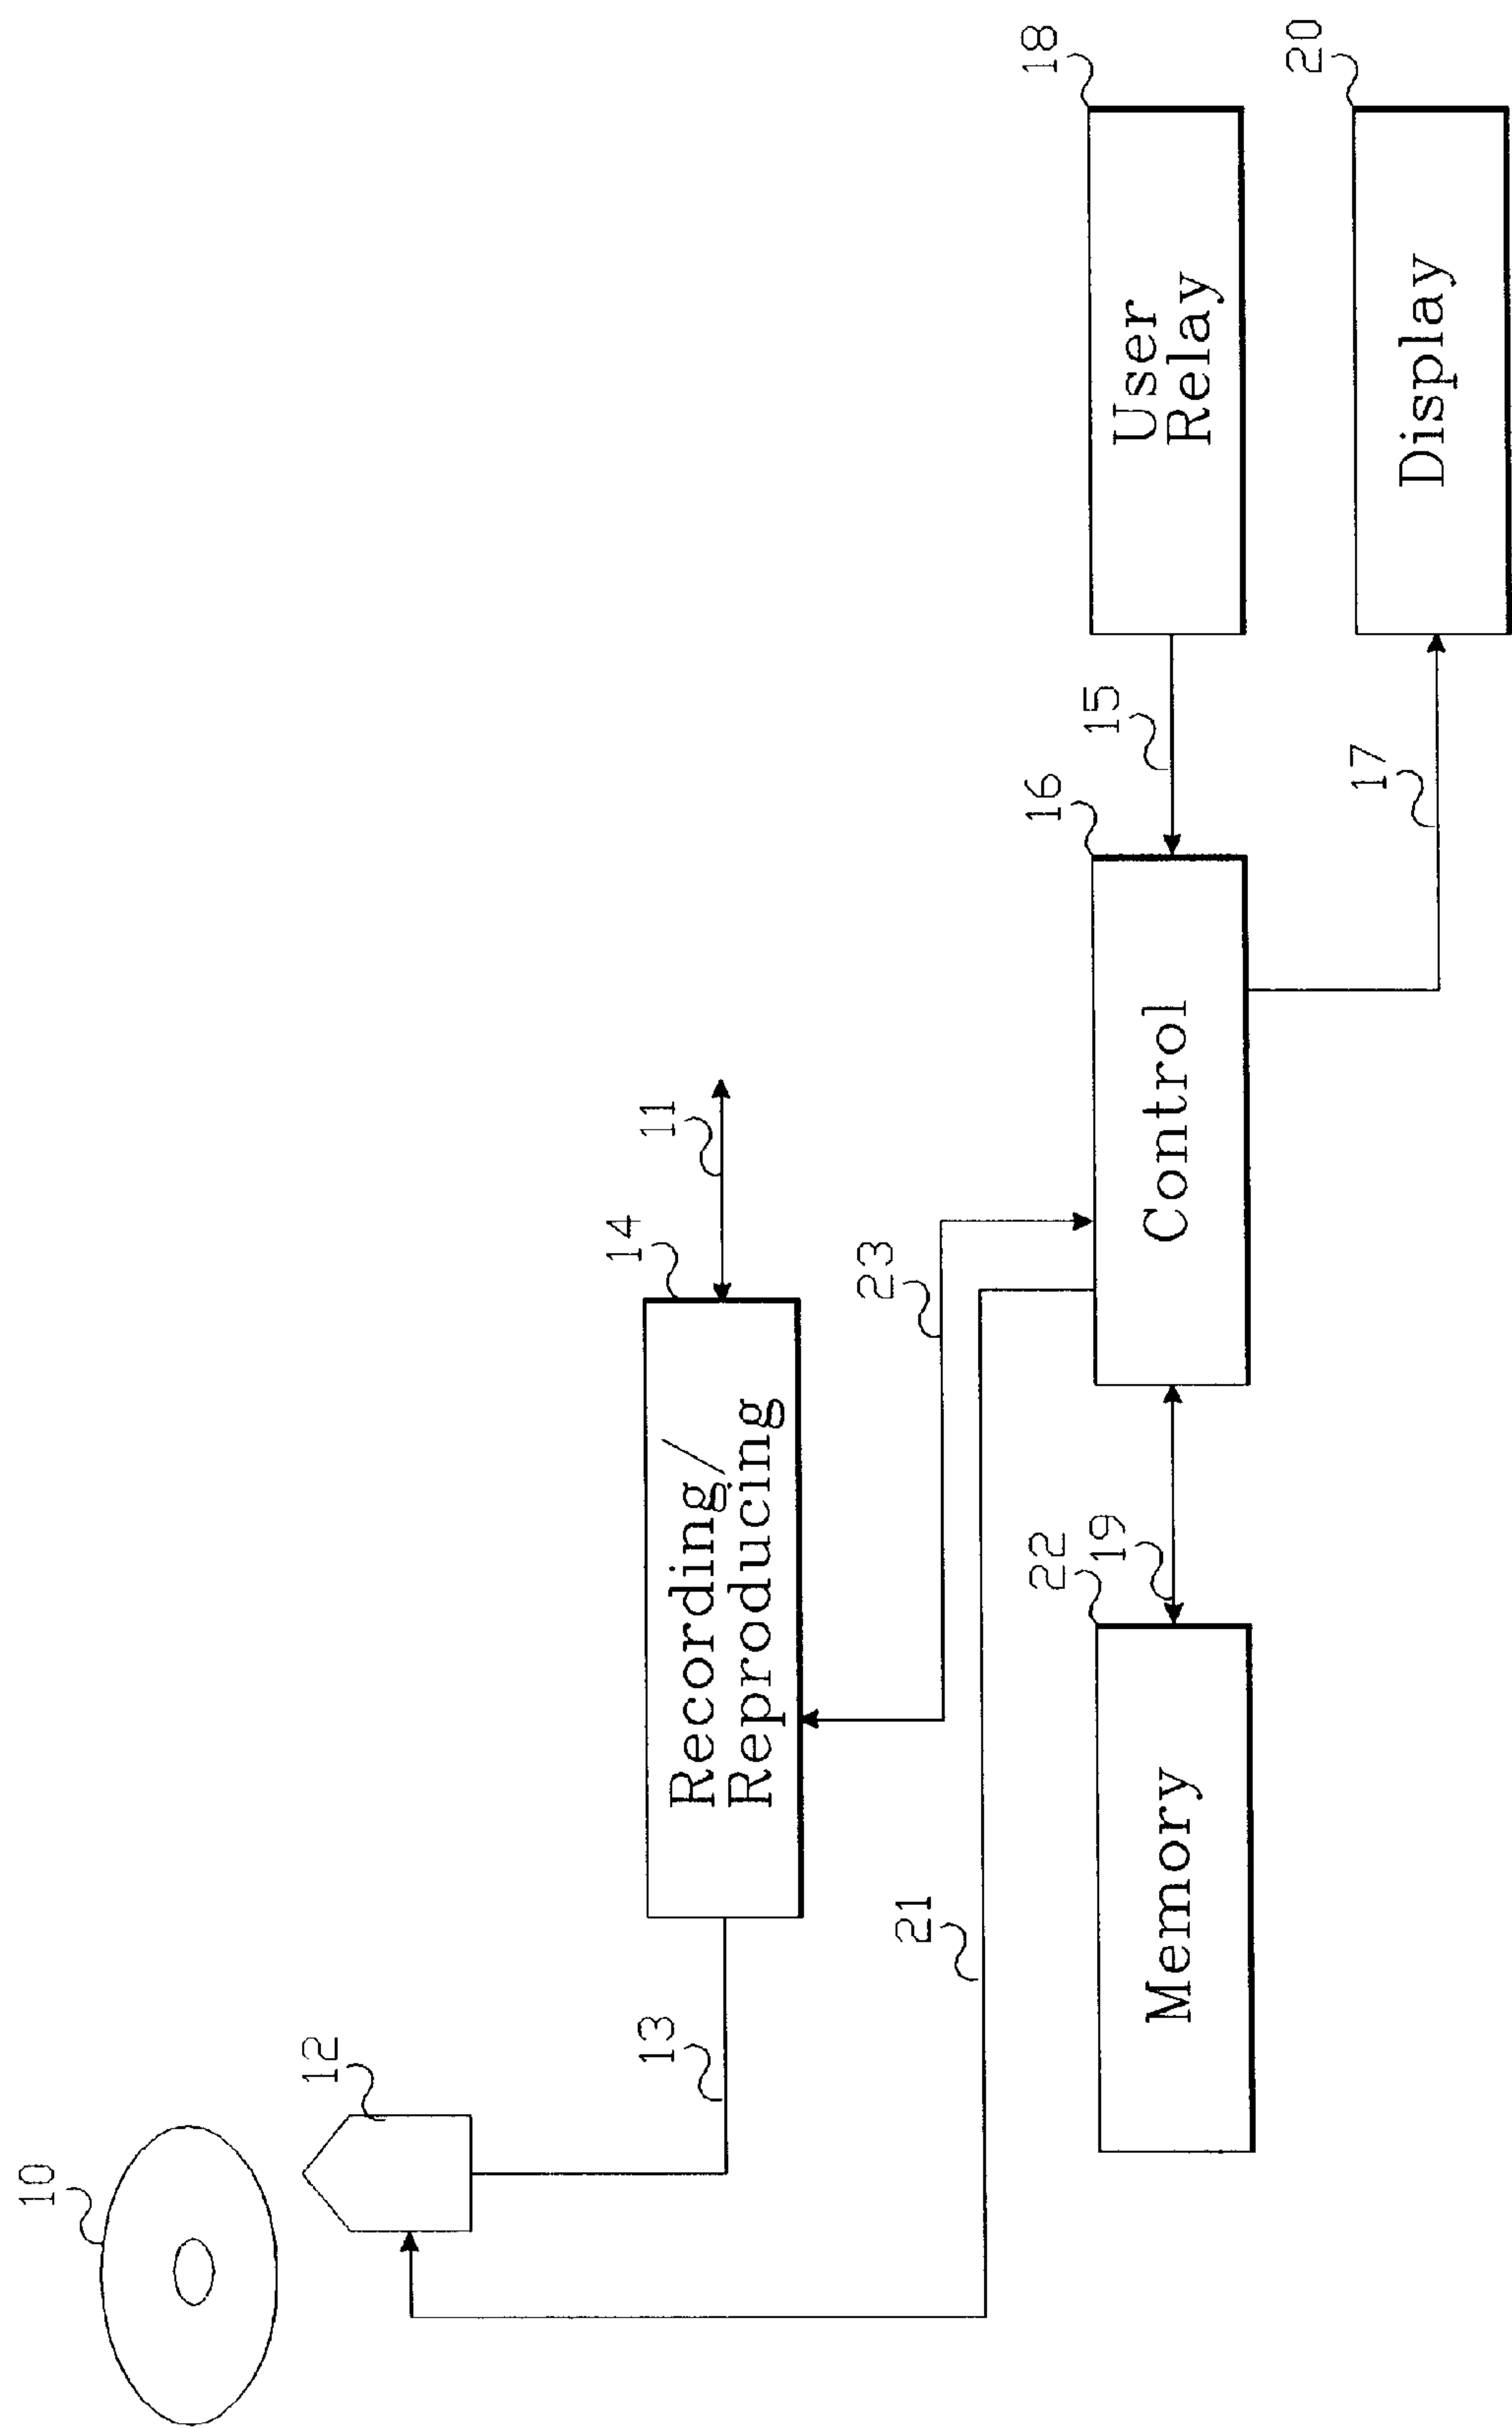 10
12
13
Recording/
Reproducing
14
11
21
23
Memory
22
19
Control
16
15
User
Relay
18
17
Display
20